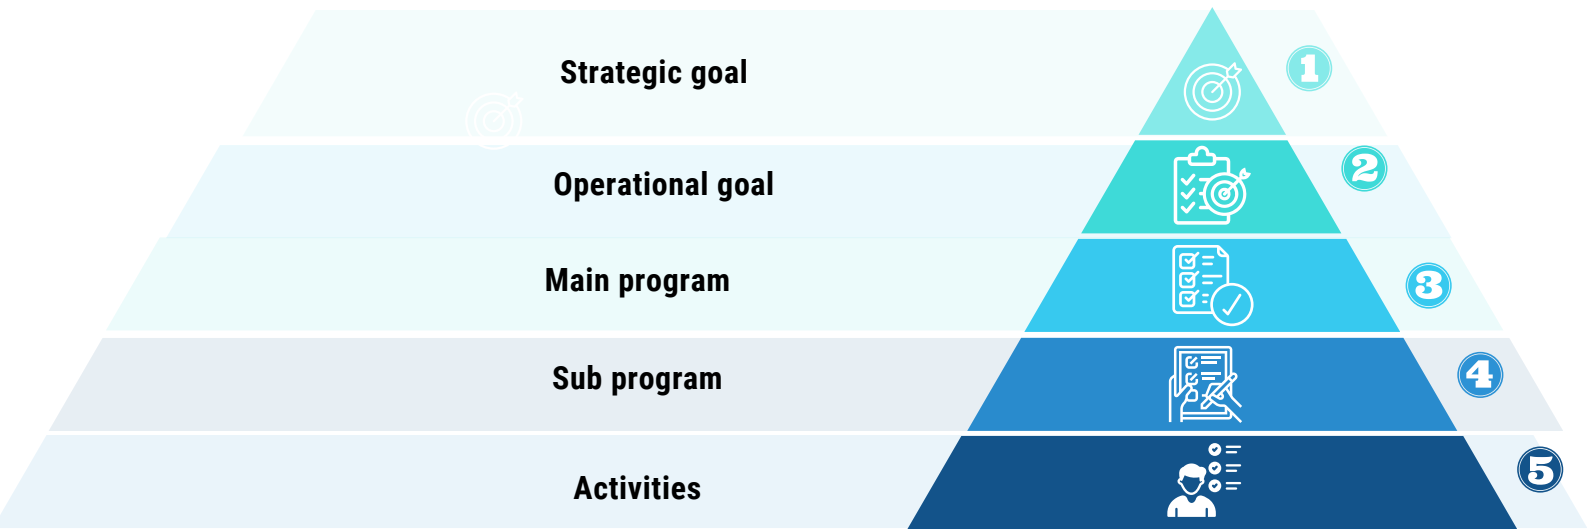 Strategic goal
1
Operational goal
2
Main program
3
Sub program
4
Activities
5